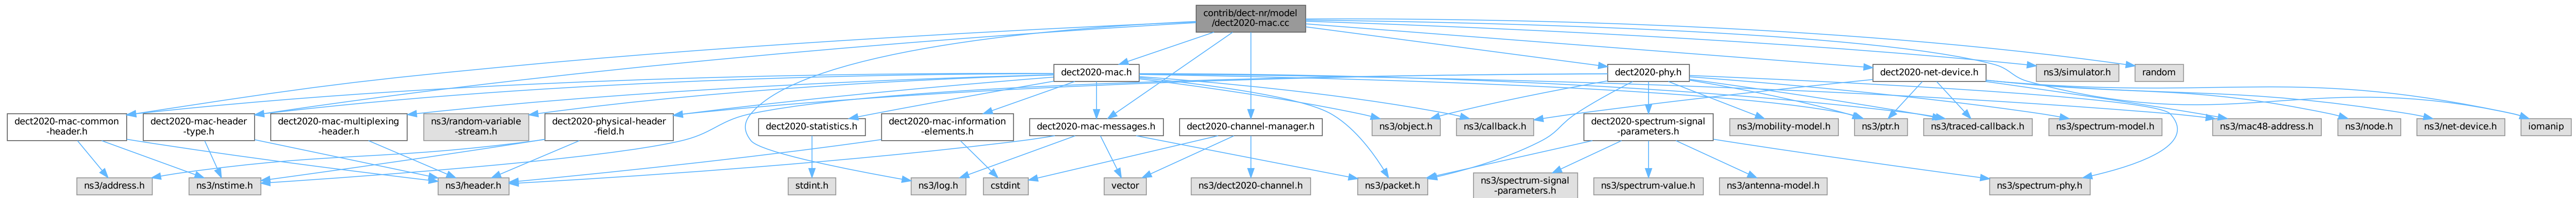 contrib/dect-nr/model
/dect2020-mac.cc
dect2020-mac.h
dect2020-phy.h
dect2020-net-device.h
ns3/simulator.h
random
dect2020-mac-common
-header.h
dect2020-mac-header
-type.h
dect2020-mac-multiplexing
-header.h
ns3/random-variable
-stream.h
dect2020-physical-header
-field.h
dect2020-statistics.h
dect2020-mac-information
-elements.h
dect2020-mac-messages.h
dect2020-channel-manager.h
ns3/object.h
ns3/callback.h
dect2020-spectrum-signal
-parameters.h
ns3/mobility-model.h
ns3/ptr.h
ns3/traced-callback.h
ns3/spectrum-model.h
ns3/mac48-address.h
ns3/node.h
ns3/net-device.h
iomanip
ns3/address.h
ns3/nstime.h
ns3/header.h
stdint.h
ns3/log.h
cstdint
vector
ns3/dect2020-channel.h
ns3/packet.h
ns3/spectrum-signal
-parameters.h
ns3/spectrum-value.h
ns3/antenna-model.h
ns3/spectrum-phy.h